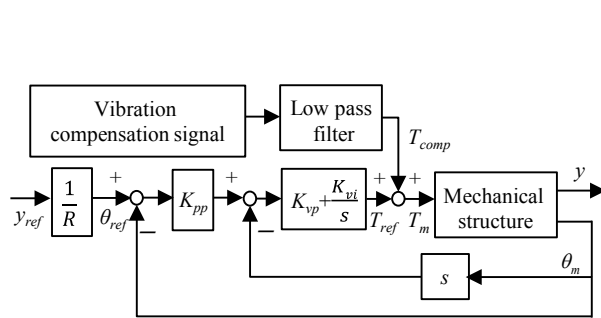 Vibration
compensation signal
Low pass
filter
T_comp
y_ref
1/R
+
θ_ref
−
K_pp
+
−
K_vp+K_vi/s
+
T_ref
+
T_m
Mechanical
structure
y
θ_m
s